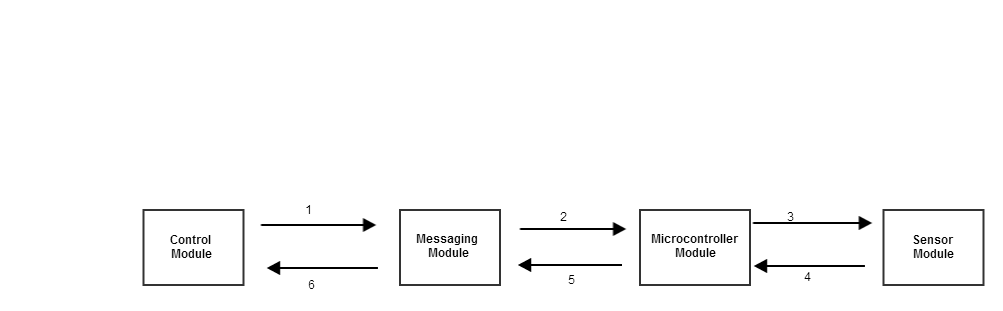 1
2
3
Control
Module
Messaging
Module
Microcontroller
Module
Sensor
Module
6
5
4